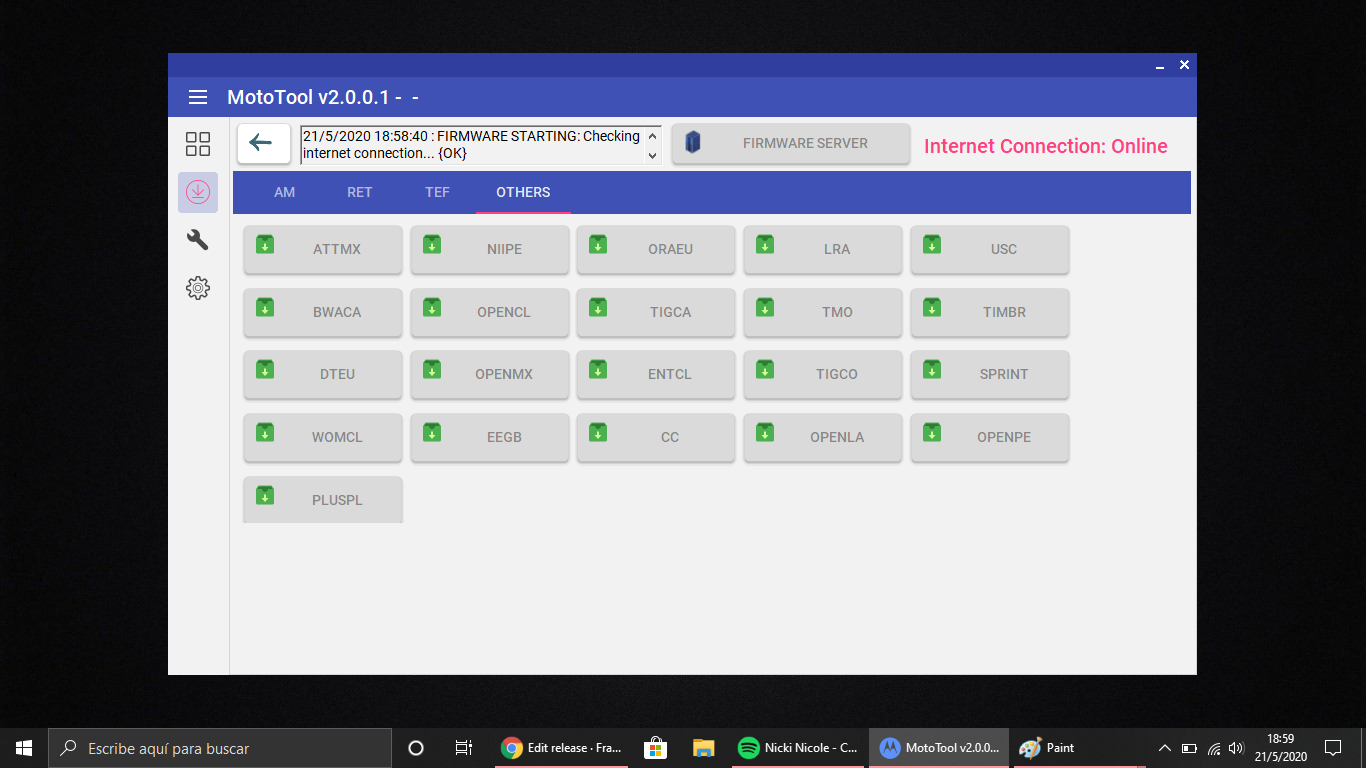 MotoTool v2.0.0.1 -  -
21/5/2020 18:58:40 : FIRMWARE STARTING: Checking
internet connection... {OK}
FIRMWARE SERVER
Internet Connection: Online
AM RET TEF OTHERS
ATTMX NIIPE ORAEU LRA USC
BWACA OPENCL TIGCA TMO TIMBR
DTEU OPENMX ENTCL TIGCO SPRINT
WOMCL EEGB CC OPENLA OPENPE
PLUSPL
Escribe aquí para buscar
Edit release · Fra...
Nicki Nicole - C...
MotoTool v2.0.0...
Paint
18:59
21/5/2020